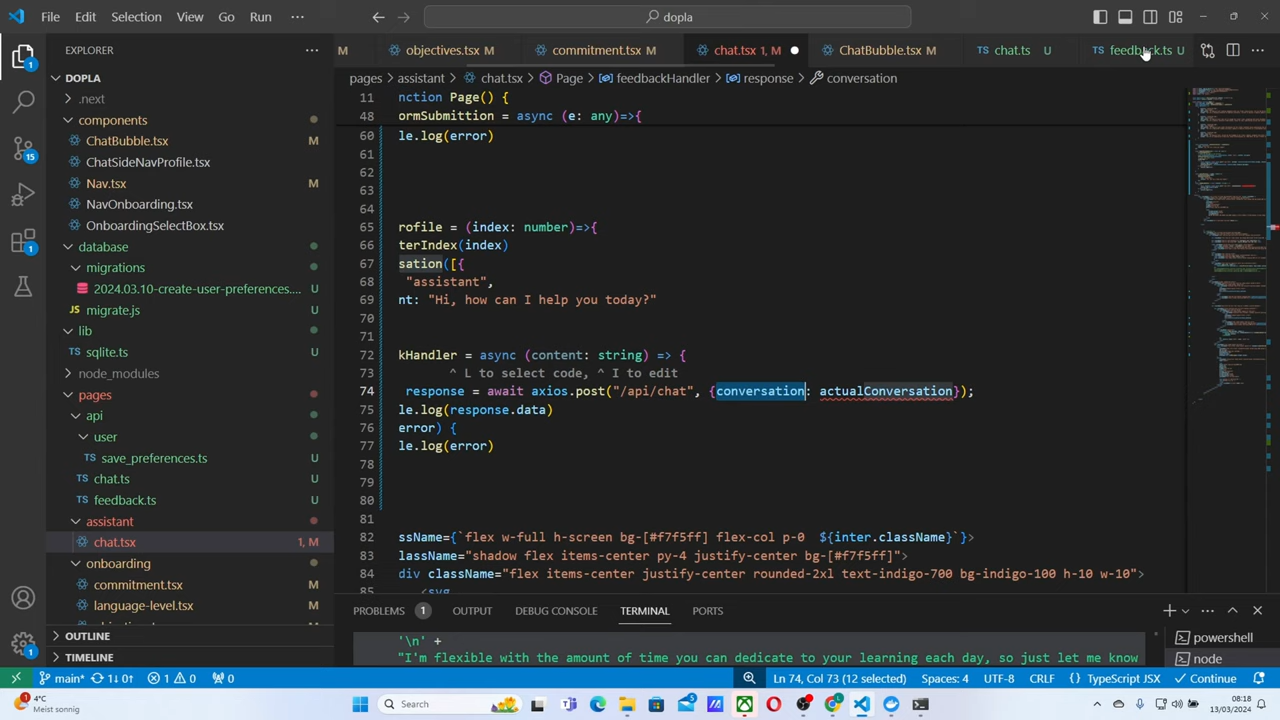 File Edit Selection View Go Run ··· dopla
EXPLORER ···
M objectives.tsx M commitment.tsx M chat.tsx 1, M ChatBubble.tsx M chat.ts U feedback.ts U ···
DOPLA
pages > assistant > chat.tsx > Page > feedbackHandler > response > conversation
.next
components
ChatBubble.tsx M
ChatSideNavProfile.tsx
Nav.tsx M
NavOnboarding.tsx
OnboardingSelectBox.tsx
database
migrations
2024.03.10-create-user-preferences.... U
migrate.js U
lib
sqlite.ts U
node_modules
pages
api
user
save_preferences.ts U
chat.ts U
feedback.ts U
assistant
chat.tsx 1, M
onboarding
commitment.tsx M
language-level.tsx M
OUTLINE
TIMELINE
11 nction Page() {
ormSubmittion = (e: any)=>{
60 le.log(error)
61
62
63
64
65 rofile = (index: number)=>{
66 terIndex(index)
67 sation([{
68 "assistant",
69 nt: "Hi, how can I help you today?"
70
71
72 kHandler = async (content: string) => {
73 ^ L to select code, ^ I to edit
74 response = await axios.post("/api/chat", {conversation: actualConversation});
75 le.log(response.data)
76 error) {
77 le.log(error)
78
79
80
81
82 ssName={`flex w-full h-screen bg-[#f7f5ff] flex-col p-0 ${inter.className}`}>
83 lassName="shadow flex items-center py-4 justify-center bg-[#f7f5ff]">
84 div className="flex items-center justify-center rounded-2xl text-indigo-700 bg-indigo-100 h-10 w-10">
85 <svg
PROBLEMS 1 OUTPUT DEBUG CONSOLE TERMINAL PORTS
'\n' +
"I'm flexible with the amount of time you can dedicate to your learning each day, so just let me know
powershell
node
main* 1↓ 0↑ 1 0 0 Ln 74, Col 73 (12 selected) Spaces: 4 UTF-8 CRLF {} TypeScript JSX Continue
4°C
Meist sonnig
Search
08:18
13/03/2024